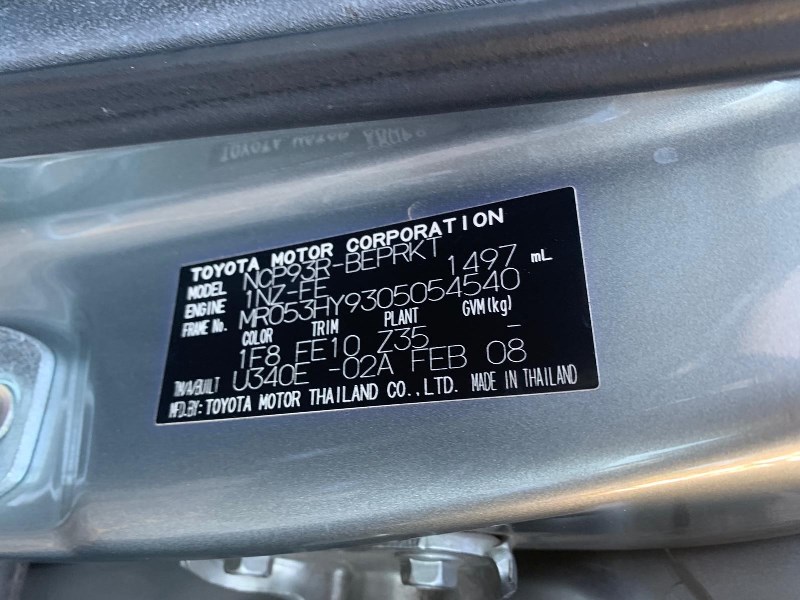 TOYOTA MOTOR CORPORATION
MODEL NCP93R-BEPRKT
ENGINE 1NZ-FE 1497 mL
FRAME No. MR053HY9305054540
COLOR TRIM PLANT GVM(kg)
1F8 FE10 Z35 -
TM/A/BUILT U340E -02A FEB 08
MFD.BY: TOYOTA MOTOR THAILAND CO.,LTD. MADE IN THAILAND